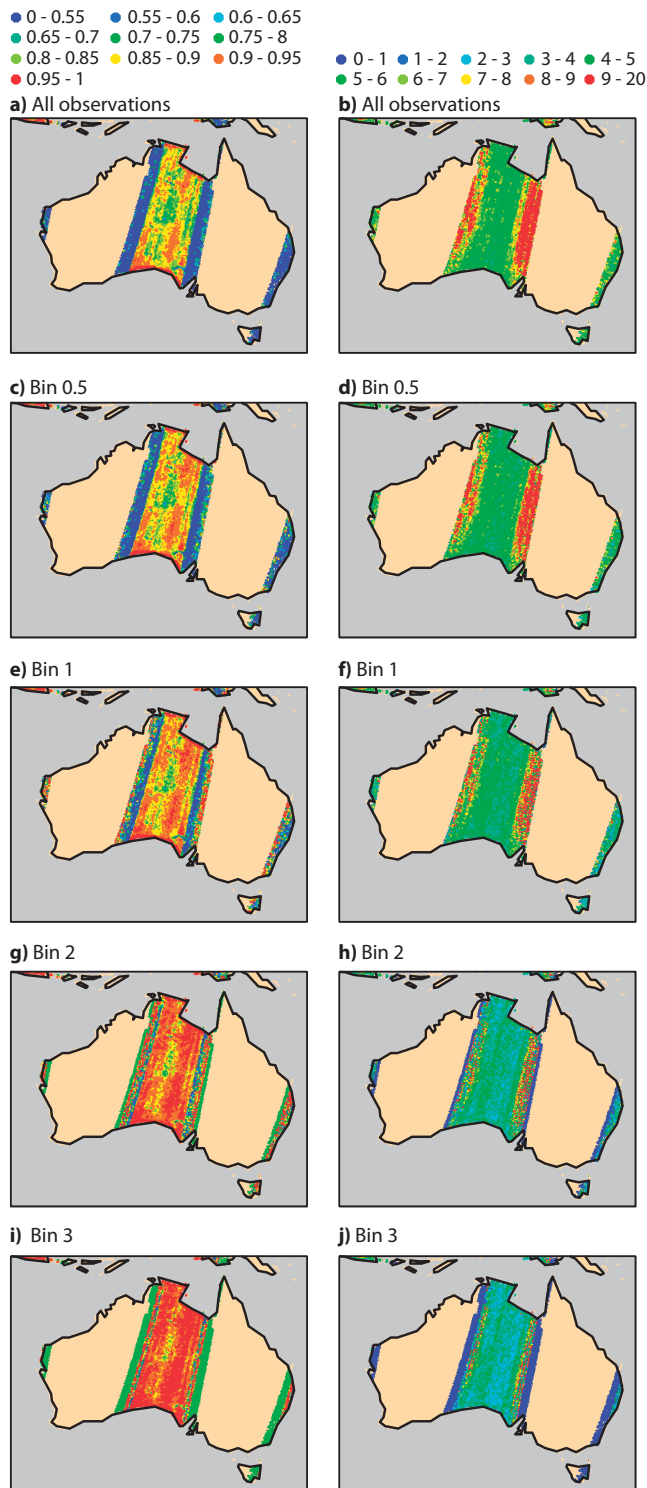 0 - 0.55 0.55 - 0.6 0.6 - 0.65
0.65 - 0.7 0.7 - 0.75 0.75 - 8
0.8 - 0.85 0.85 - 0.9 0.9 - 0.95
0.95 - 1
0 - 1 1 - 2 2 - 3 3 - 4 4 - 5
5 - 6 6 - 7 7 - 8 8 - 9 9 - 20
a) All observations
b) All observations
c) Bin 0.5
d) Bin 0.5
e) Bin 1
f) Bin 1
g) Bin 2
h) Bin 2
i) Bin 3
j) Bin 3